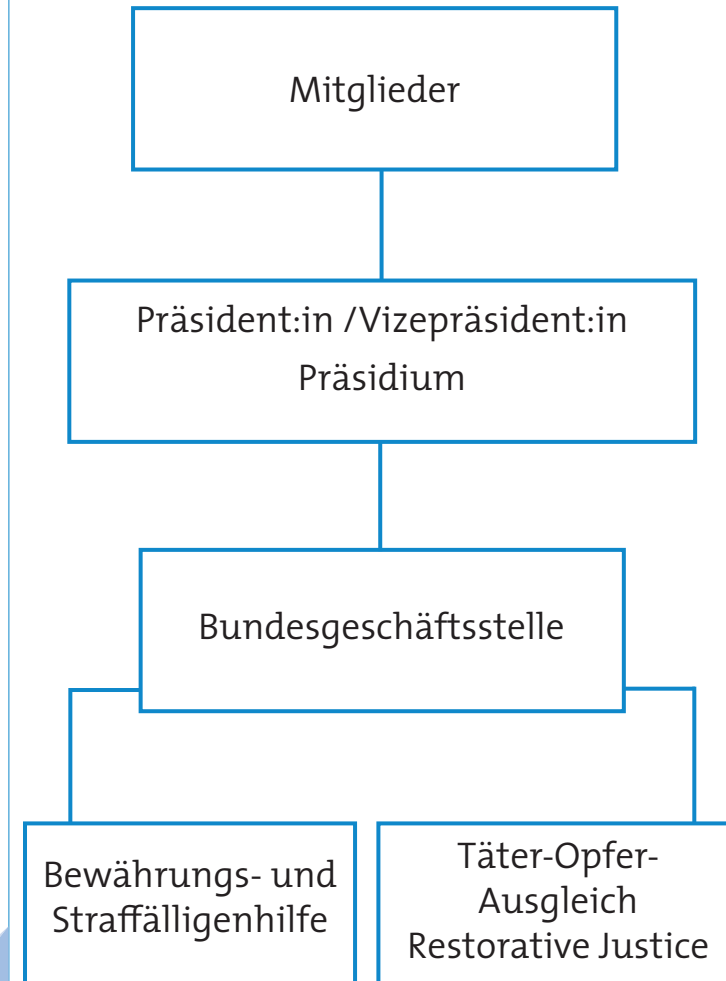 Mitglieder
Präsident:in /Vizepräsident:in
Präsidium
Bundesgeschäftsstelle
Bewährungs- und
Straffälligenhilfe
Täter-Opfer-
Ausgleich
Restorative Justice